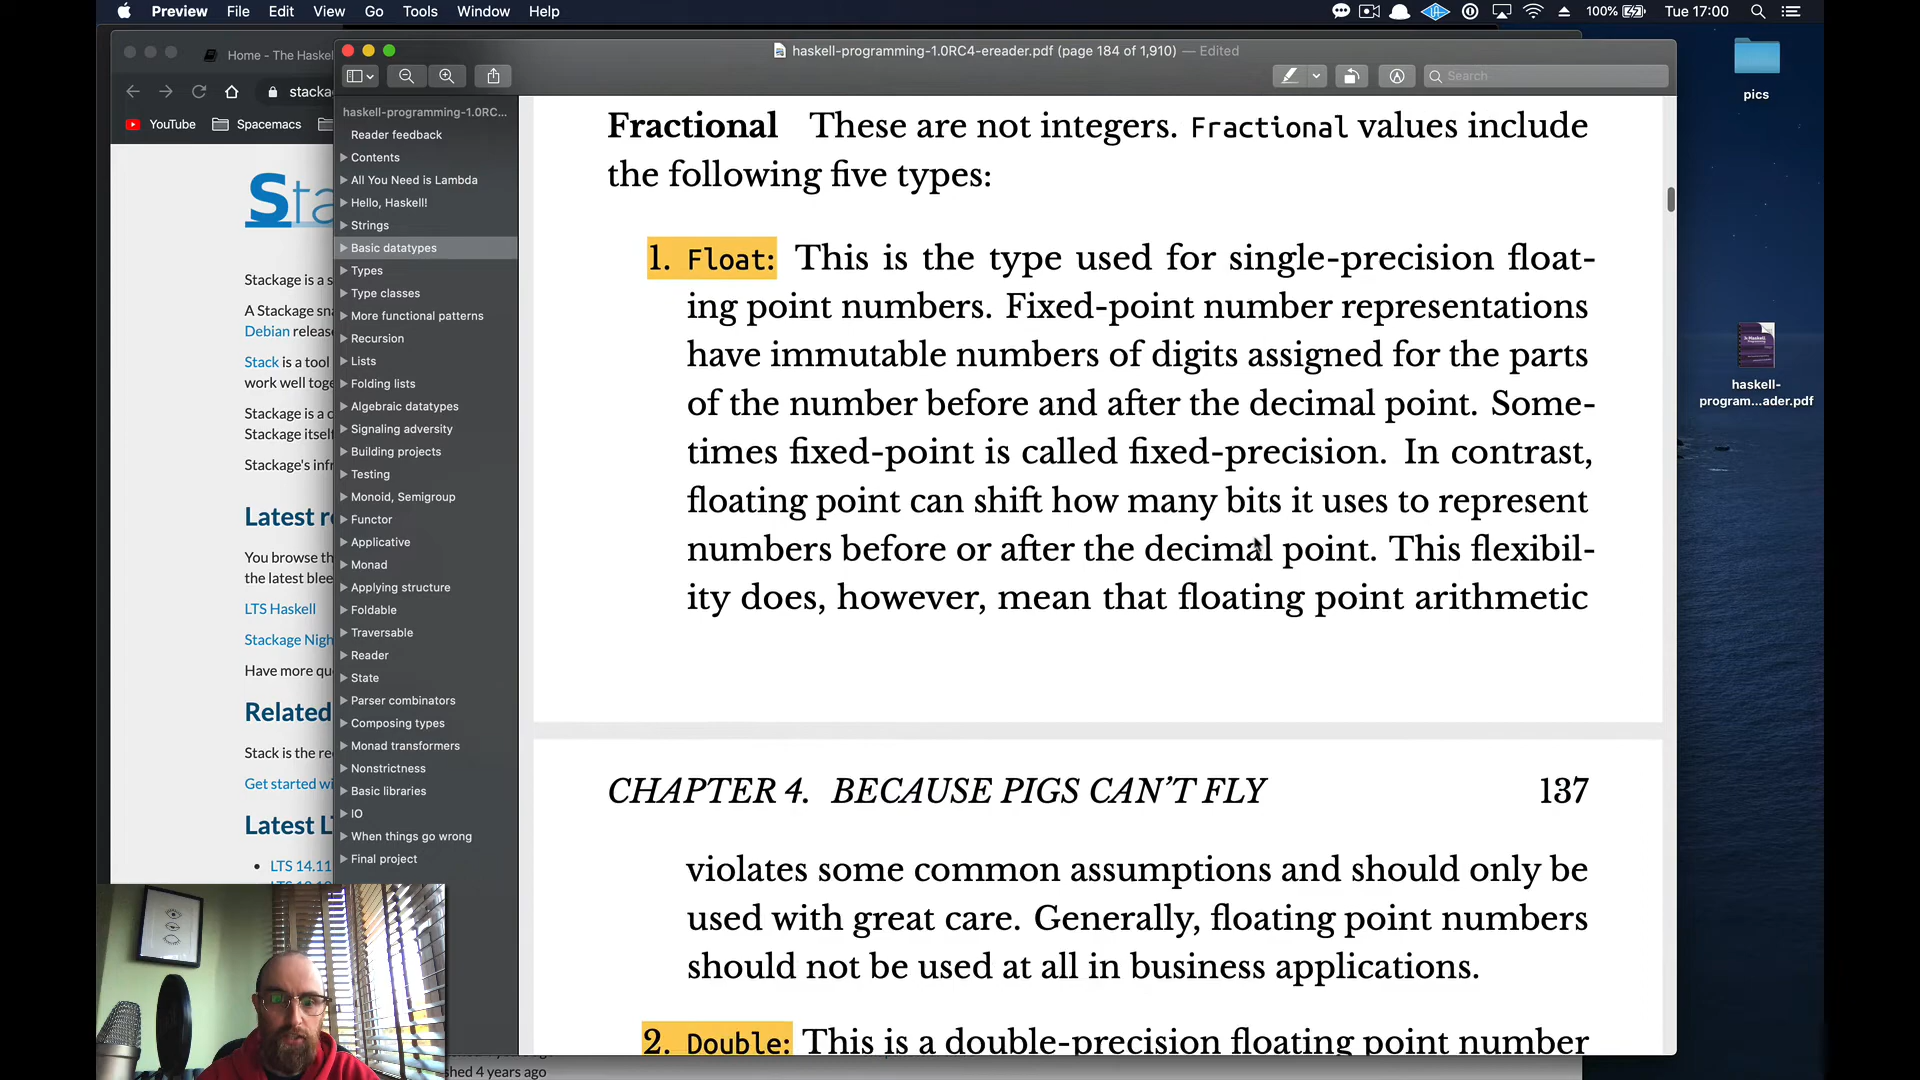 Preview File Edit View Go Tools Window Help
100% Tue 17:00
Home - The Haskel
haskell-programming-1.0RC4-ereader.pdf (page 184 of 1,910) — Edited
stacka
Search
YouTube Spacemacs
pics
haskell-programming-1.0RC...
Reader feedback
Contents
All You Need is Lambda
Hello, Haskell!
Strings
Basic datatypes
Types
Type classes
More functional patterns
Recursion
Lists
Folding lists
Algebraic datatypes
Signaling adversity
Building projects
Testing
Monoid, Semigroup
Functor
Applicative
Monad
Applying structure
Foldable
Traversable
Reader
State
Parser combinators
Composing types
Monad transformers
Nonstrictness
Basic libraries
IO
When things go wrong
Final project
Fractional These are not integers. Fractional values include
the following five types:
1. Float: This is the type used for single-precision float-
ing point numbers. Fixed-point number representations
have immutable numbers of digits assigned for the parts
of the number before and after the decimal point. Some-
times fixed-point is called fixed-precision. In contrast,
floating point can shift how many bits it uses to represent
numbers before or after the decimal point. This flexibil-
ity does, however, mean that floating point arithmetic
CHAPTER 4. BECAUSE PIGS CAN'T FLY 137
violates some common assumptions and should only be
used with great care. Generally, floating point numbers
should not be used at all in business applications.
2. Double: This is a double-precision floating point number
Sta
Stackage is a s
A Stackage sna
Debian releas
Stack is a tool
work well toge
Stackage is a c
Stackage itself
Stackage's infr
Latest re
You browse th
the latest blee
LTS Haskell
Stackage Nigh
Have more qu
Related
Stack is the re
Get started wi
Latest L
LTS 14.11
shed 4 years ago
haskell-
program...ader.pdf